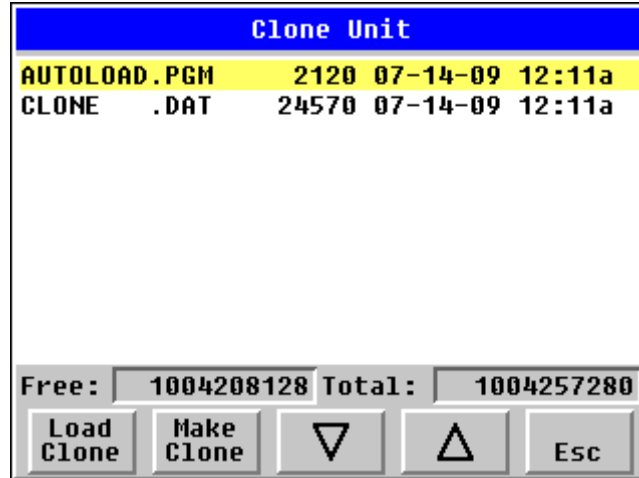 Clone Unit
AUTOLOAD.PGM 2120 07-14-09 12:11a
CLONE .DAT 24570 07-14-09 12:11a
Free: 1004208128 Total: 1004257280
Load Clone Make Clone Esc